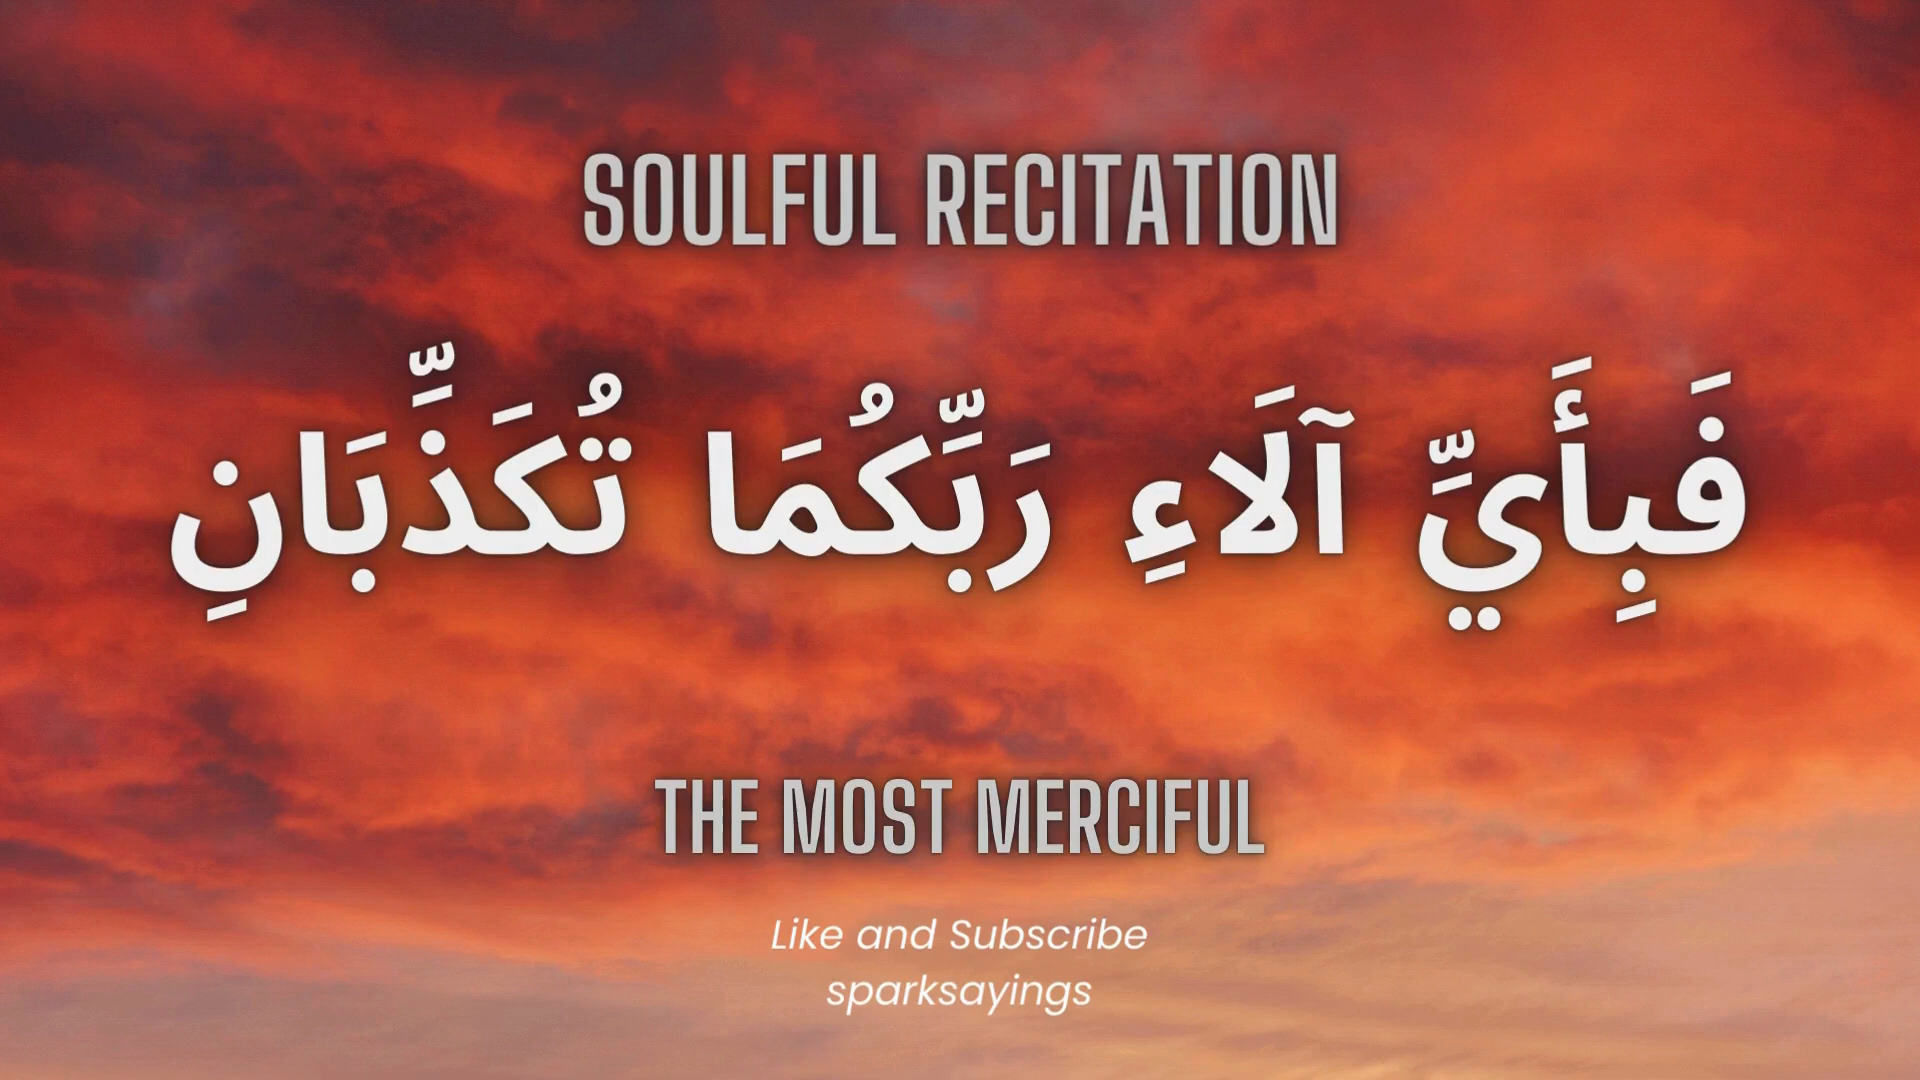 SOULFUL RECITATION
فَبِأَيِّ آلَاءِ رَبِّكُمَا تُكَذِّبَانِ
THE MOST MERCIFUL
Like and Subscribe
sparksayings